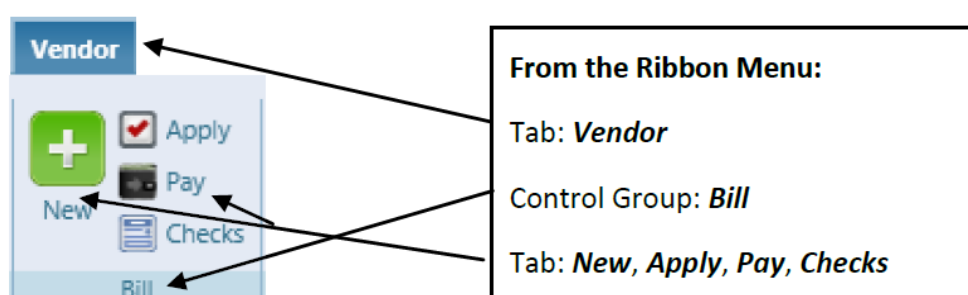 Vendor
Apply
Pay
New
Checks
Bill
From the Ribbon Menu:
Tab: Vendor
Control Group: Bill
Tab: New, Apply, Pay, Checks